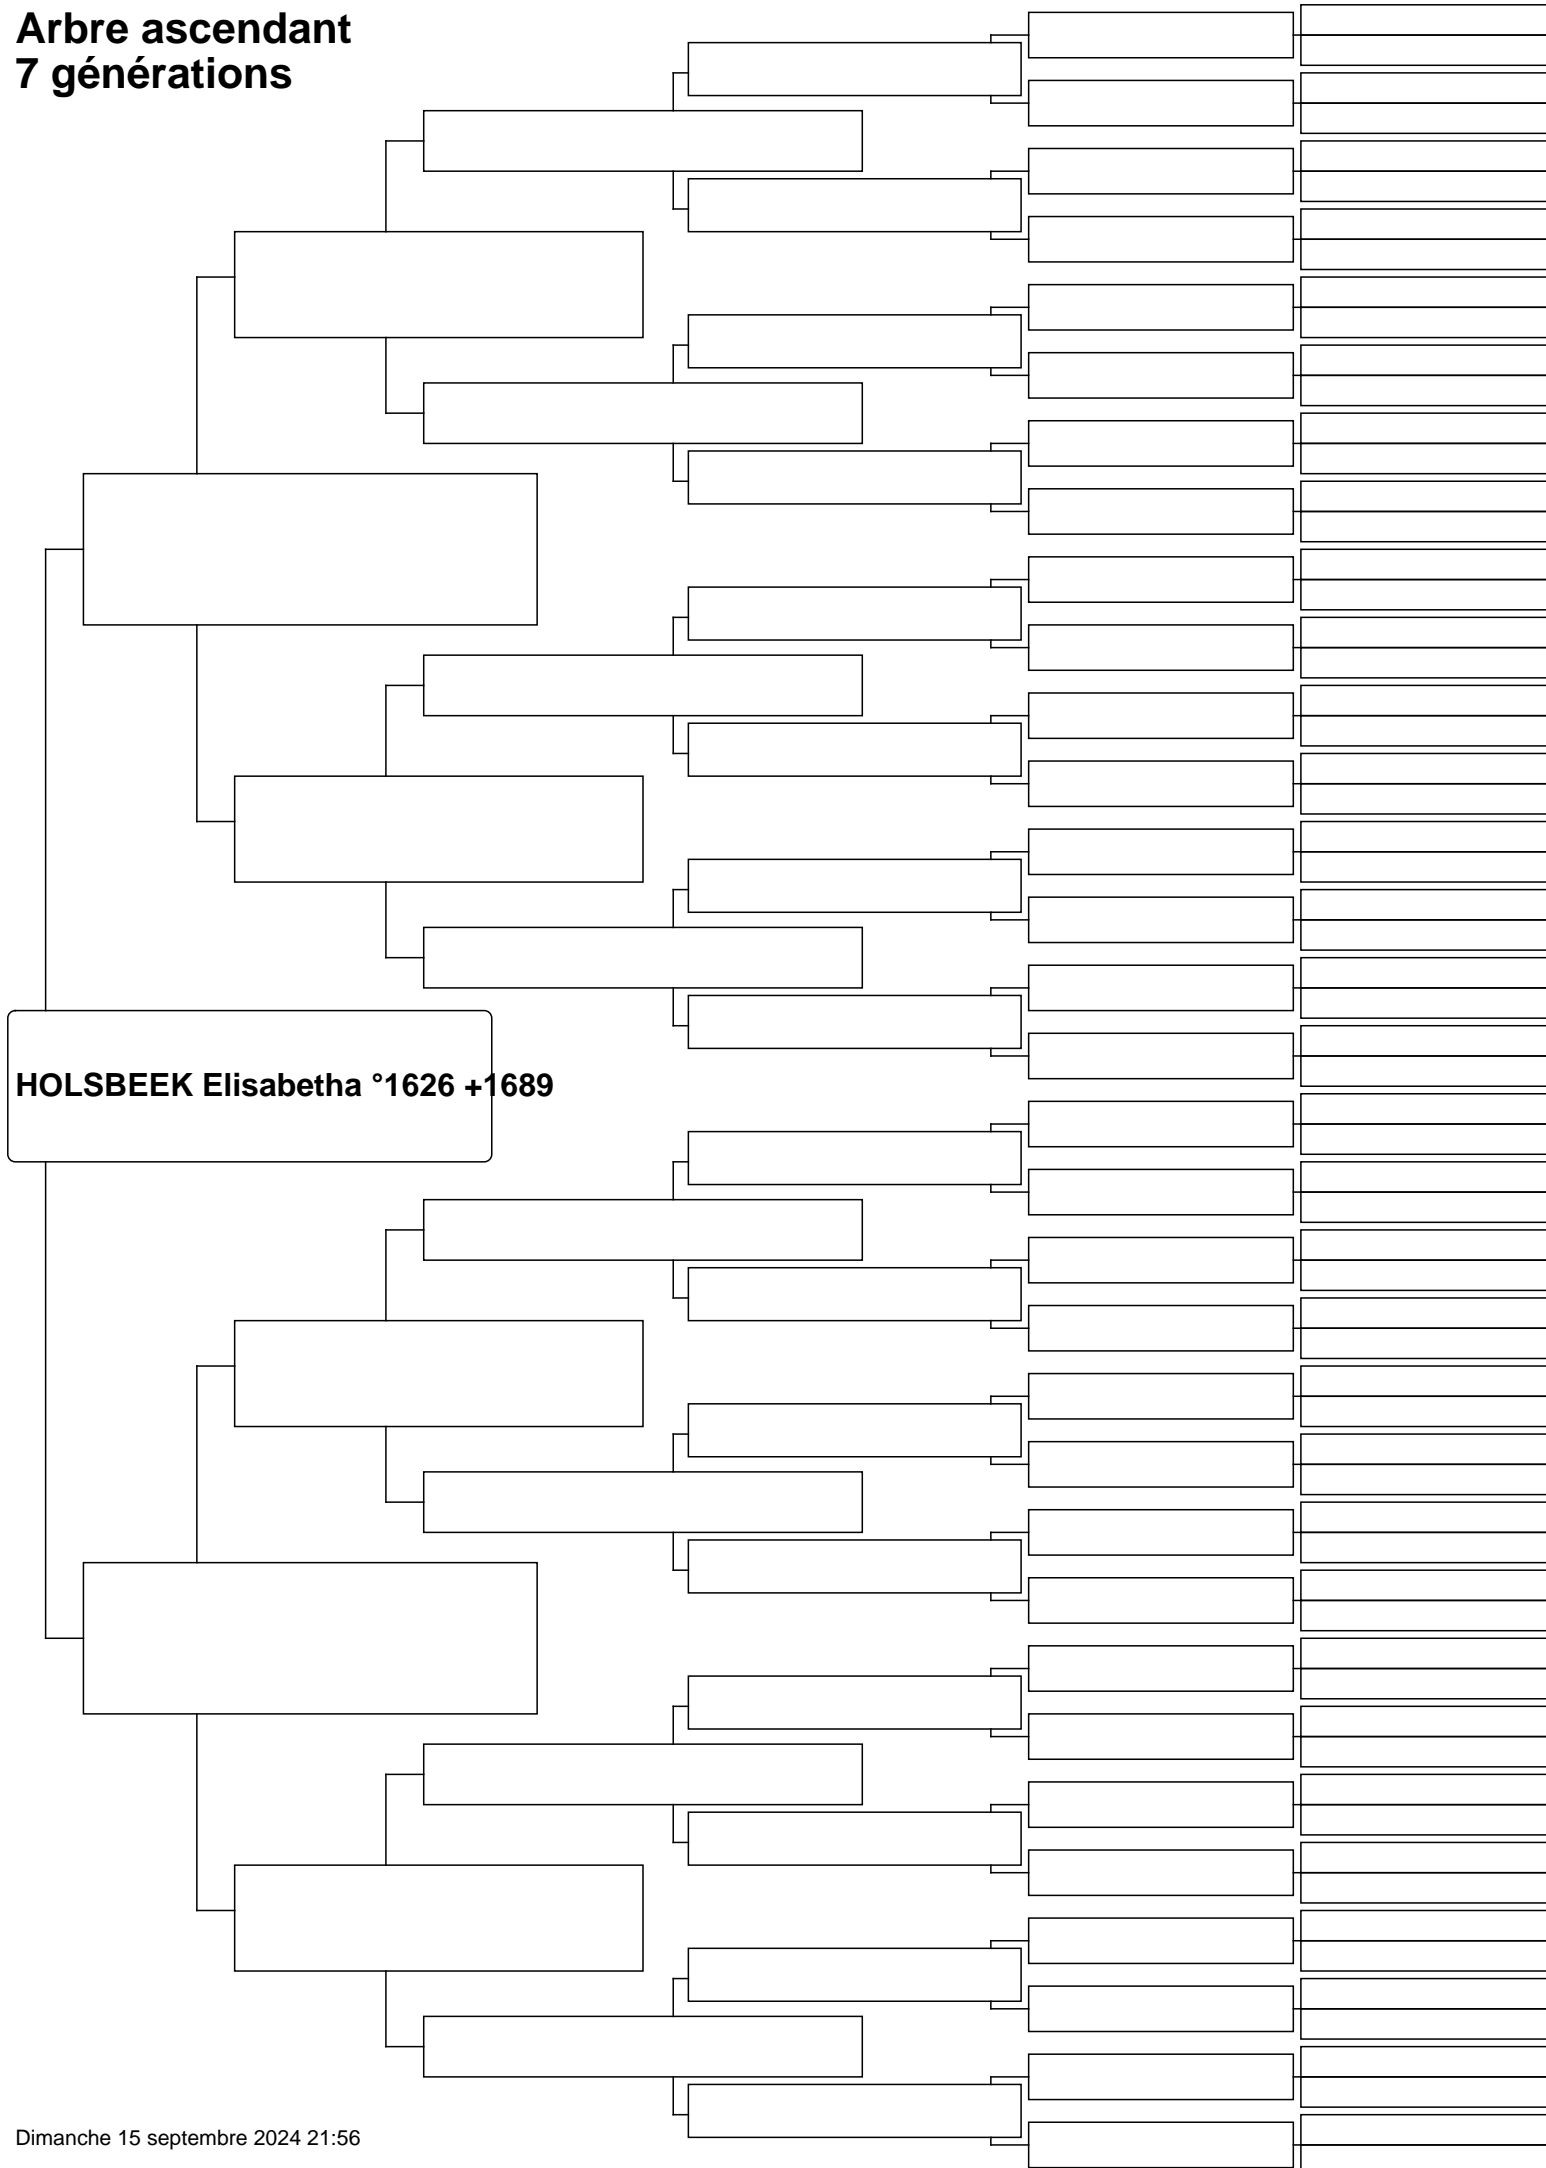 Arbre ascendant
7 générations
HOLSBEEK Elisabetha °1626 +1689
Dimanche 15 septembre 2024 21:56